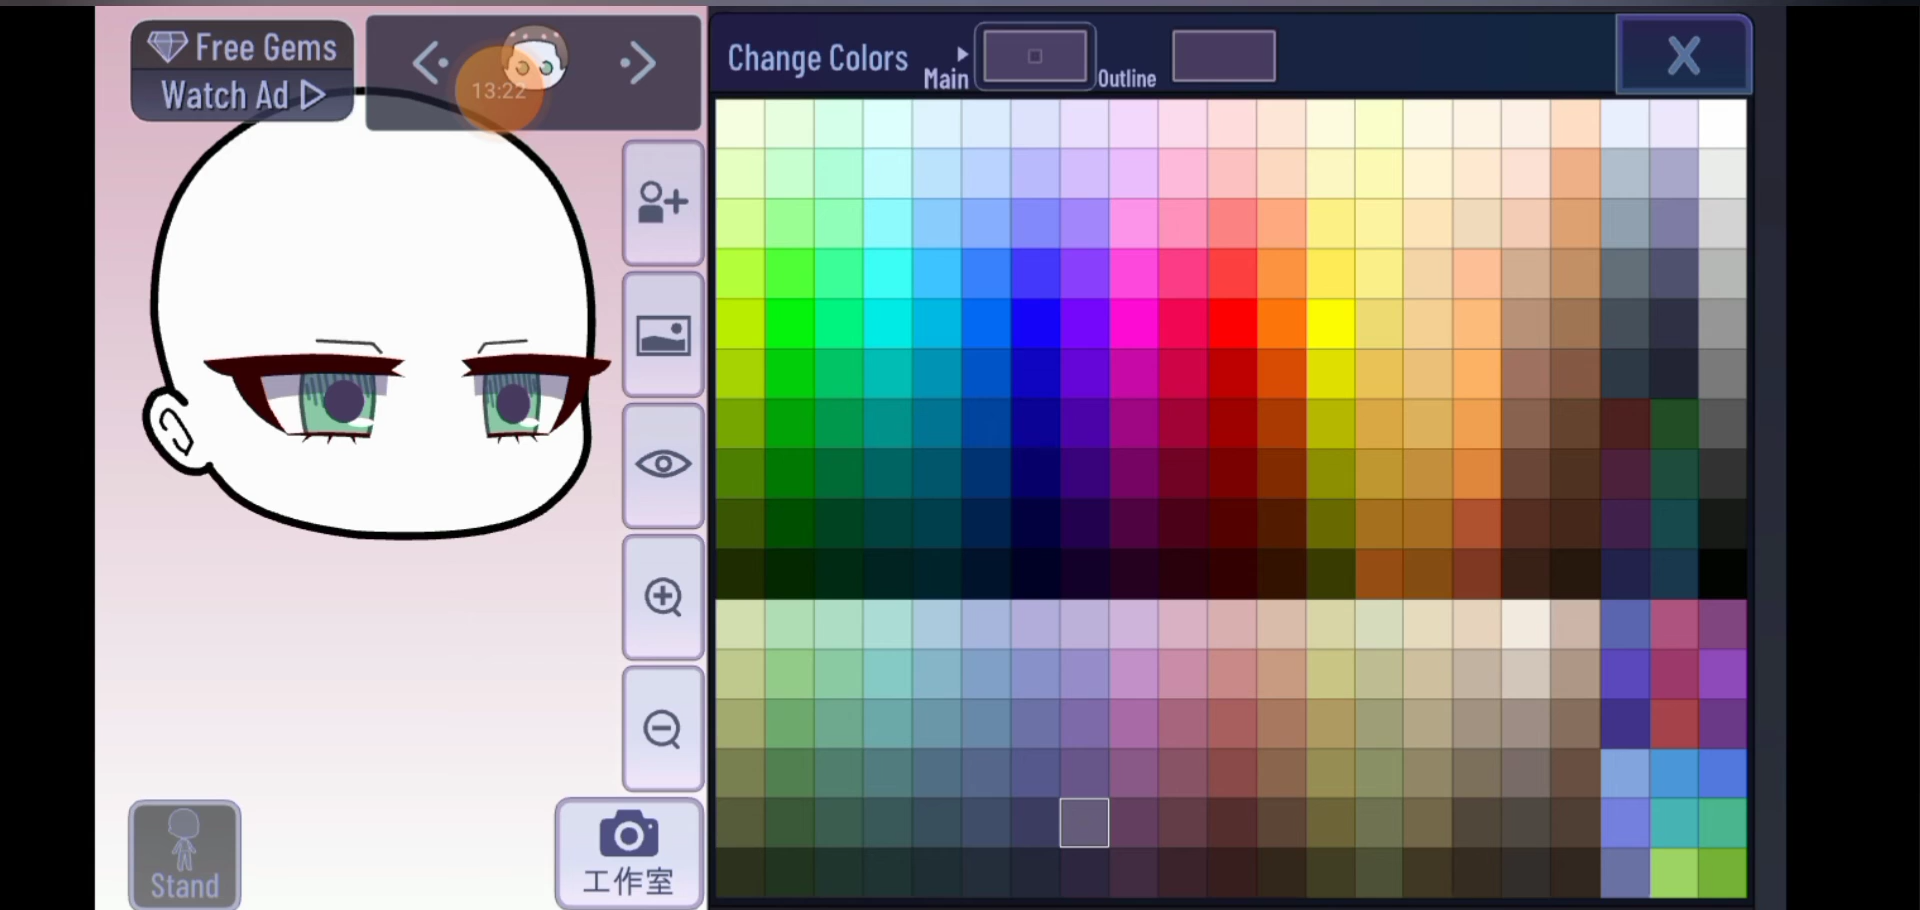 Free Gems
Watch Ad
13:22
Change Colors
Main
Outline
X
Stand
工作室